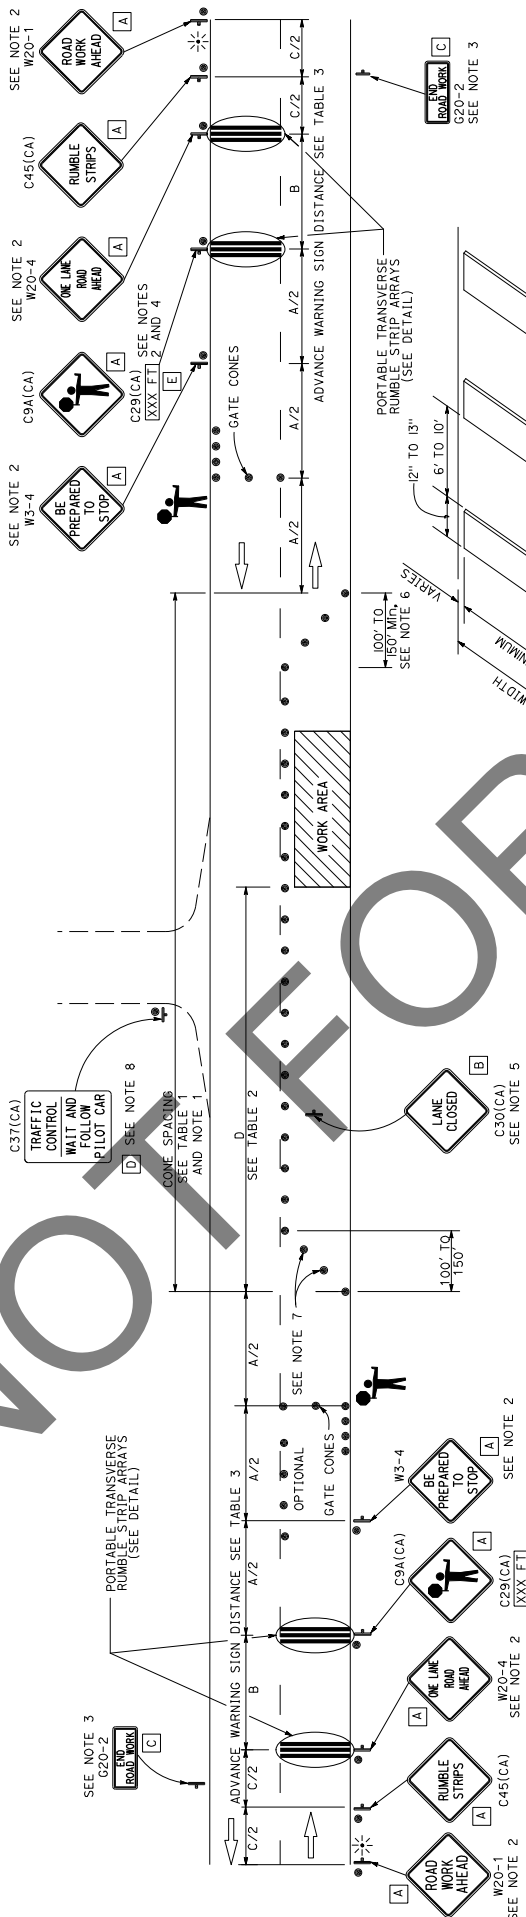 SEE NOTE 2
W20-1
ROAD
WORK
AHEAD
A
C45(CA)
RUMBLE
STRIPS
A
SEE NOTE 2
W20-4
ONE LANE
ROAD
AHEAD
A
C9A(CA)
A
C29(CA)
XXX FT
SEE NOTES
2 AND 4
E
SEE NOTE 2
W3-4
BE
PREPARED
TO
STOP
A
C/2
C/2
B
A/2
A/2
A/2
ADVANCE WARNING SIGN DISTANCE SEE TABLE 3
C
END
ROAD WORK
G20-2
SEE NOTE 3
PORTABLE TRANSVERSE
RUMBLE STRIP ARRAYS
(SEE DETAIL)
GATE CONES
12" TO 13"
6' TO 10'
VARIES
WIDTH
100' TO
150' Min.
SEE NOTE 6
WORK AREA
C37(CA)
TRAFFIC
CONTROL
WAIT AND
FOLLOW
PILOT CAR
D
SEE NOTE 8
CONE SPACING
SEE TABLE 1
AND NOTE 1
D
SEE TABLE 2
LANE
CLOSED
B
C30(CA)
SEE NOTE 5
100' TO
150'
SEE NOTE 7
A/2
A/2
A/2
B
C/2
C/2
OPTIONAL
GATE CONES
PORTABLE TRANSVERSE
RUMBLE STRIP ARRAYS
(SEE DETAIL)
ADVANCE WARNING SIGN DISTANCE SEE TABLE 3
SEE NOTE 3
G20-2
END
ROAD WORK
C
W3-4
BE
PREPARED
TO
STOP
A
SEE NOTE 2
C9A(CA)
A
C29(CA)
XXX FT
ONE LANE
ROAD
AHEAD
A
W20-4
SEE NOTE 2
RUMBLE
STRIPS
A
C45(CA)
ROAD
WORK
AHEAD
A
W20-1
SEE NOTE 2
NOT FOR